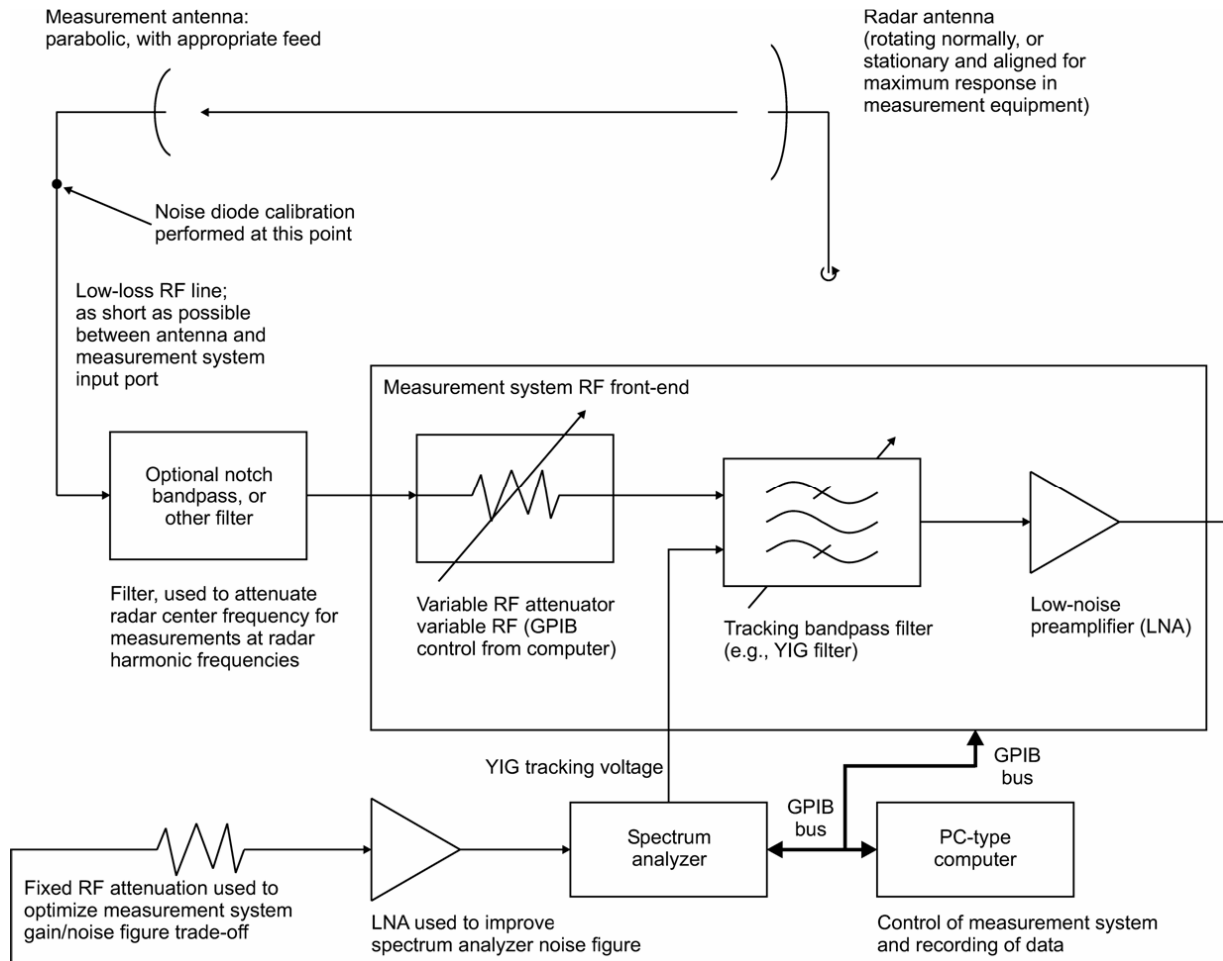 Measurement antenna:
parabolic, with appropriate feed
Radar antenna
(rotating normally, or
stationary and aligned for
maximum response in
measurement equipment)
Noise diode calibration
performed at this point
Low-loss RF line;
as short as possible
between antenna and
measurement system
input port
Measurement system RF front-end
Optional notch
bandpass, or
other filter
Filter, used to attenuate
radar center frequency for
measurements at radar
harmonic frequencies
Variable RF attenuator
variable RF (GPIB
control from computer)
Tracking bandpass filter
(e.g., YIG filter)
Low-noise
preamplifier (LNA)
YIG tracking voltage
GPIB
bus
GPIB
bus
Spectrum
analyzer
PC-type
computer
Fixed RF attenuation used to
optimize measurement system
gain/noise figure trade-off
LNA used to improve
spectrum analyzer noise figure
Control of measurement system
and recording of data